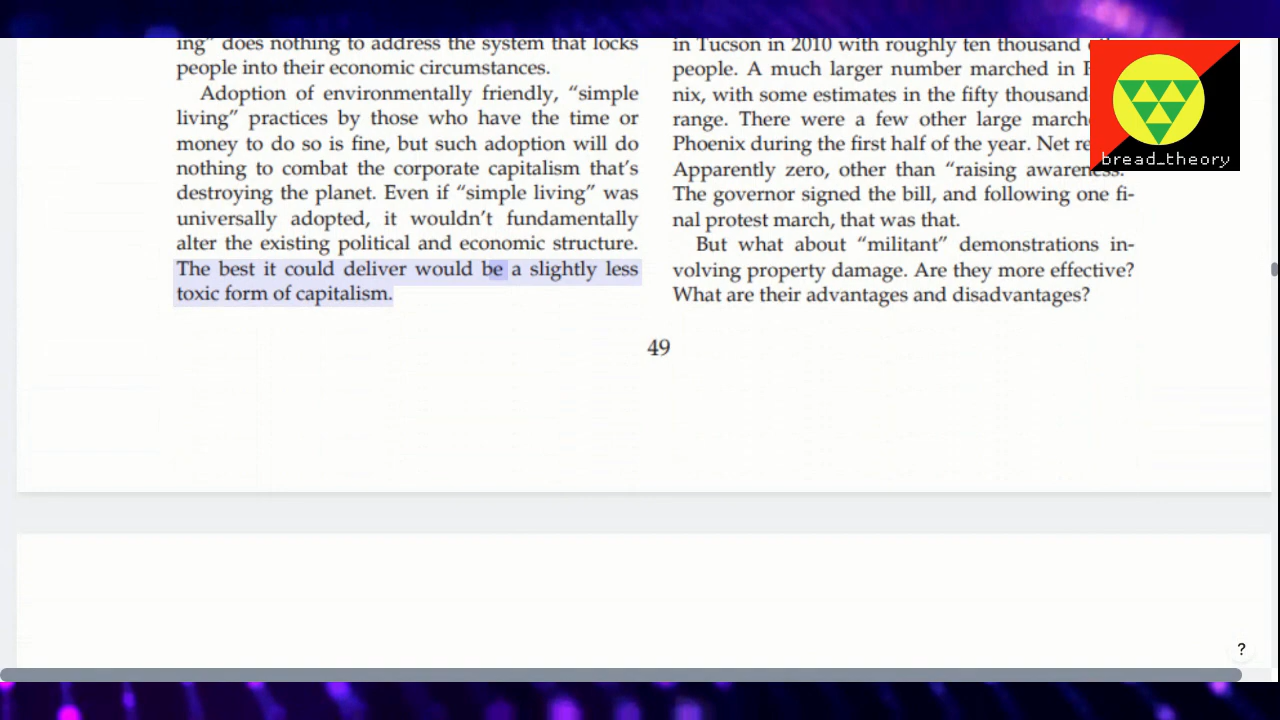 ing” does nothing to address the system that locks
people into their economic circumstances.
Adoption of environmentally friendly, “simple
living” practices by those who have the time or
money to do so is fine, but such adoption will do
nothing to combat the corporate capitalism that’s
destroying the planet. Even if “simple living” was
universally adopted, it wouldn’t fundamentally
alter the existing political and economic structure.
The best it could deliver would be a slightly less
toxic form of capitalism.
in Tucson in 2010 with roughly ten thousand
people. A much larger number marched in
nix, with some estimates in the fifty thousand
range. There were a few other large
Phoenix during the first half of the year. Net
Apparently zero, other than “raising awareness.”
The governor signed the bill, and following one fi-
nal protest march, that was that.
But what about “militant” demonstrations in-
volving property damage. Are they more effective?
What are their advantages and disadvantages?
49
bread_theory
?